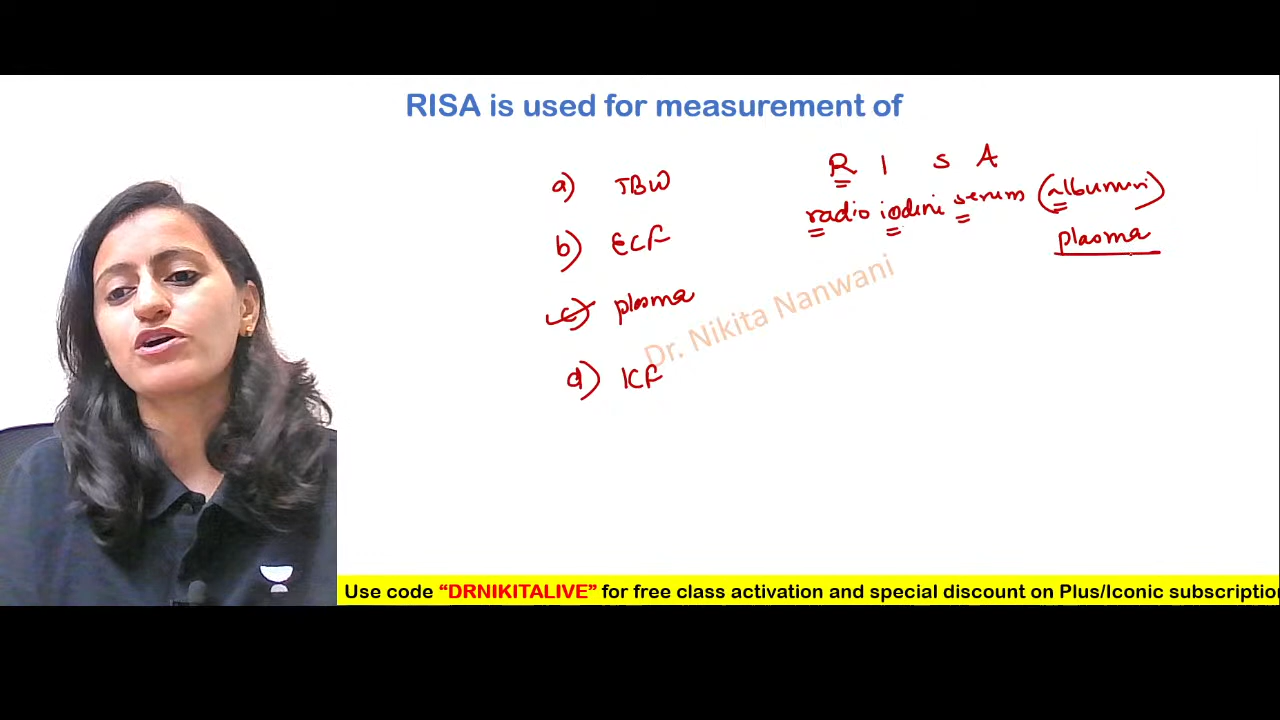 RISA is used for measurement of
R I S A
a) TBW
radio iodini serum (albumin)
b) ECF
plasma
c) plasma
Dr. Nikita Nanwani
d) ICF
Use code “DRNIKITALIVE” for free class activation and special discount on Plus/Iconic subscription